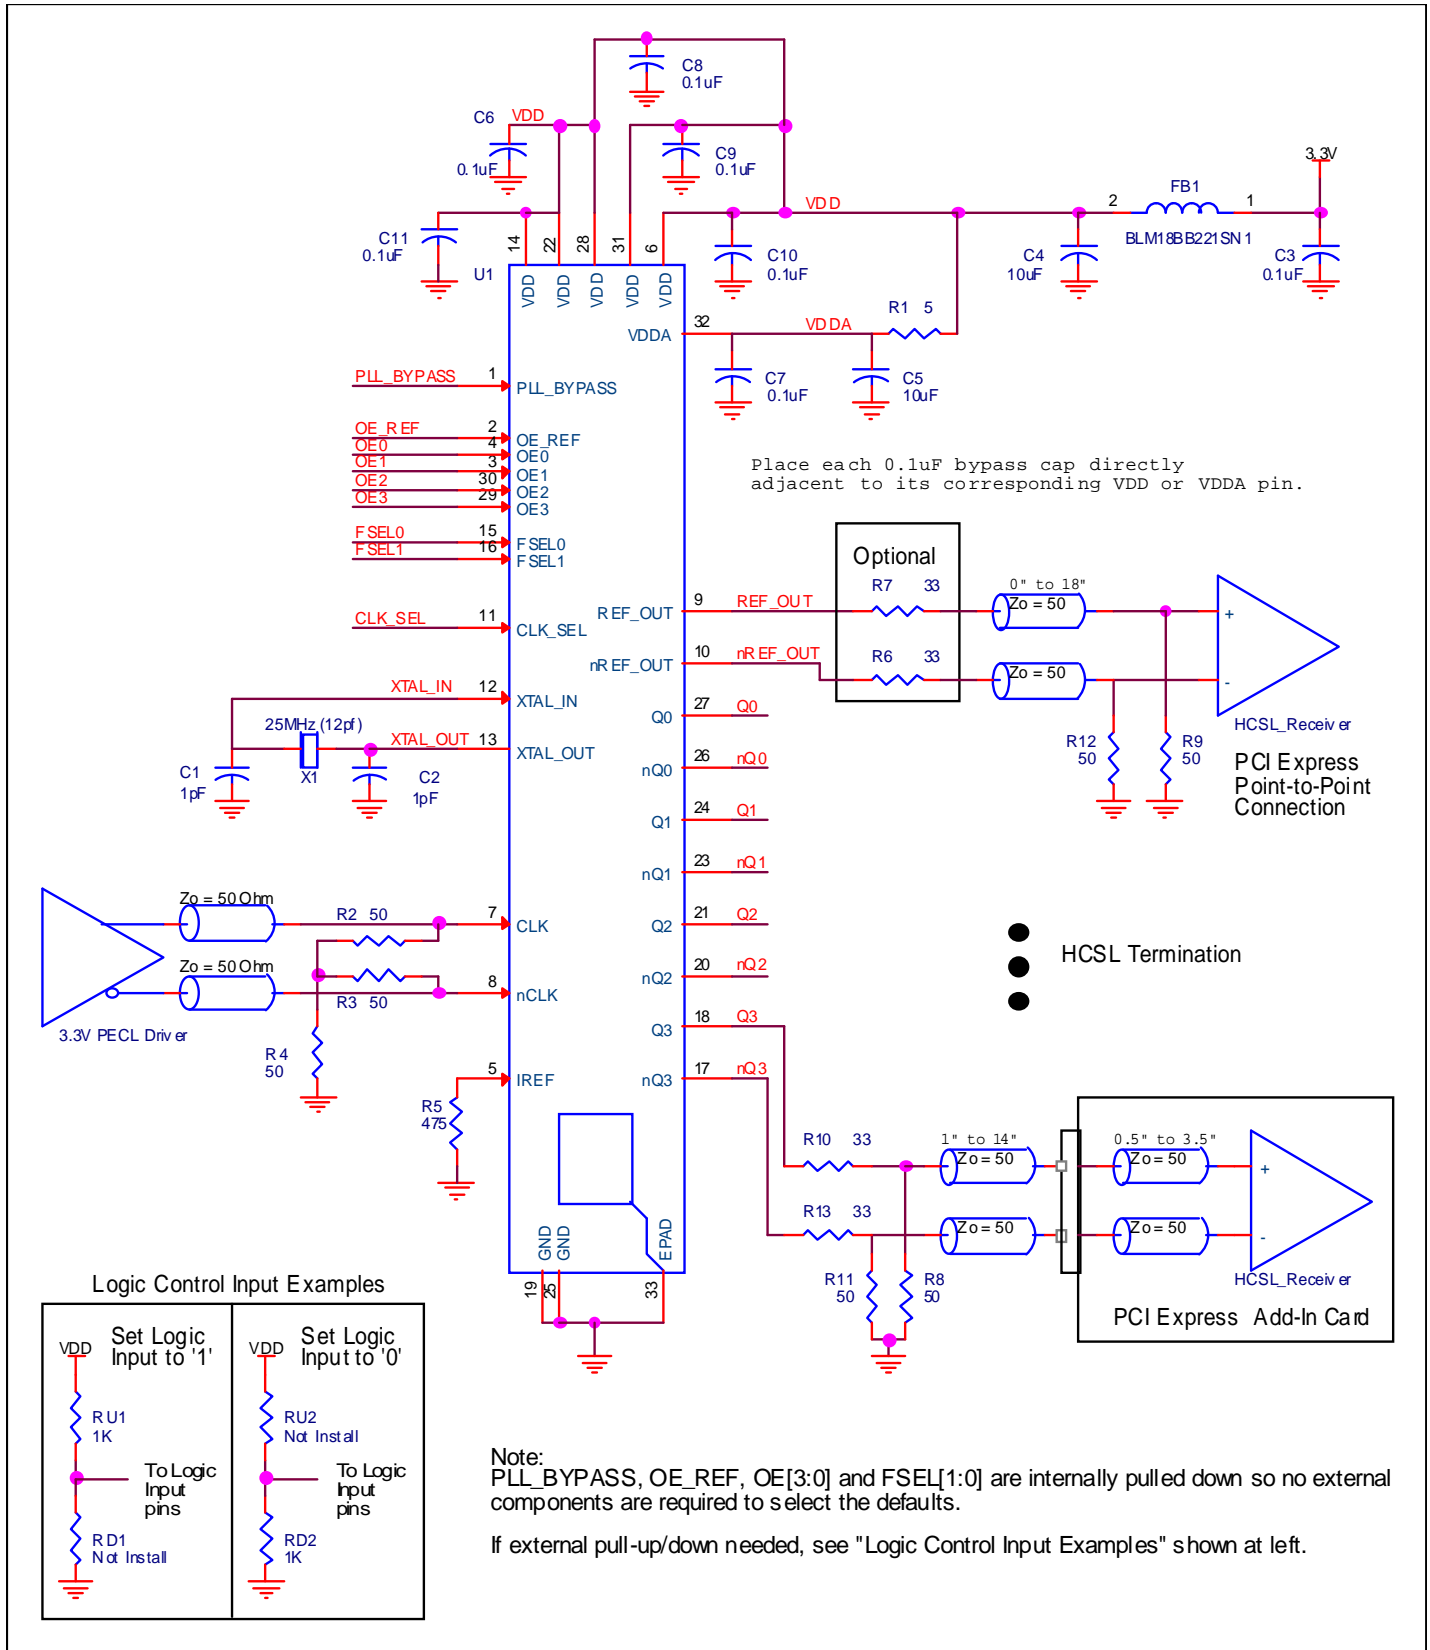 C8
0.1uF
C6
VDD
0.1uF
C9
0.1uF
3.3V
FB1
2
1
BLM18BB221SN1
VDD
C11
0.1uF
C10
0.1uF
C4
10uF
C3
0.1uF
U1
14
22
28
31
6
VDD
VDD
VDD
VDD
VDD
R1 5
VDDA
32
VDDA
C7
0.1uF
C5
10uF
PLL_BYPASS
1
PLL_BYPASS
OE_REF
2
OE_REF
OE0
4
OE0
OE1
3
OE1
OE2
30
OE2
OE3
29
OE3
Place each 0.1uF bypass cap directly
adjacent to its corresponding VDD or VDDA pin.
FSEL0
15
FSEL0
FSEL1
16
FSEL1
Optional
R7 33
0" to 18"
Zo = 50
REF_OUT
9
REF_OUT
+
CLK_SEL
11
CLK_SEL
nREF_OUT
10
nREF_OUT
R6 33
Zo = 50
-
HCSL_Receiver
XTAL_IN
12
XTAL_IN
25MHz (12pf)
X1
XTAL_OUT
13
XTAL_OUT
C1
1pF
C2
1pF
R12
50
R9
50
PCI Express
Point-to-Point
Connection
Q0
27
Q0
nQ0
26
nQ0
Q1
24
Q1
nQ1
23
nQ1
Q2
21
Q2
nQ2
20
nQ2
Q3
18
Q3
nQ3
17
nQ3
HCSL Termination
Zo = 50 Ohm
R2 50
7
CLK
Zo = 50 Ohm
R3 50
8
nCLK
3.3V PECL Driver
R4
50
5
IREF
R5
475
R10 33
1" to 14"
Zo = 50
0.5" to 3.5"
Zo = 50
+
R13 33
Zo = 50
Zo = 50
-
HCSL_Receiver
R11
50
R8
50
PCI Express Add-In Card
GND
GND
EPAD
19
25
33
Logic Control Input Examples
VDD
Set Logic
Input to '1'
RU1
1K
To Logic
Input
pins
RD1
Not Install
VDD
Set Logic
Input to '0'
RU2
Not Install
To Logic
Input
pins
RD2
1K
Note:
PLL_BYPASS, OE_REF, OE[3:0] and FSEL[1:0] are internally pulled down so no external
components are required to select the defaults.
If external pull-up/down needed, see "Logic Control Input Examples" shown at left.